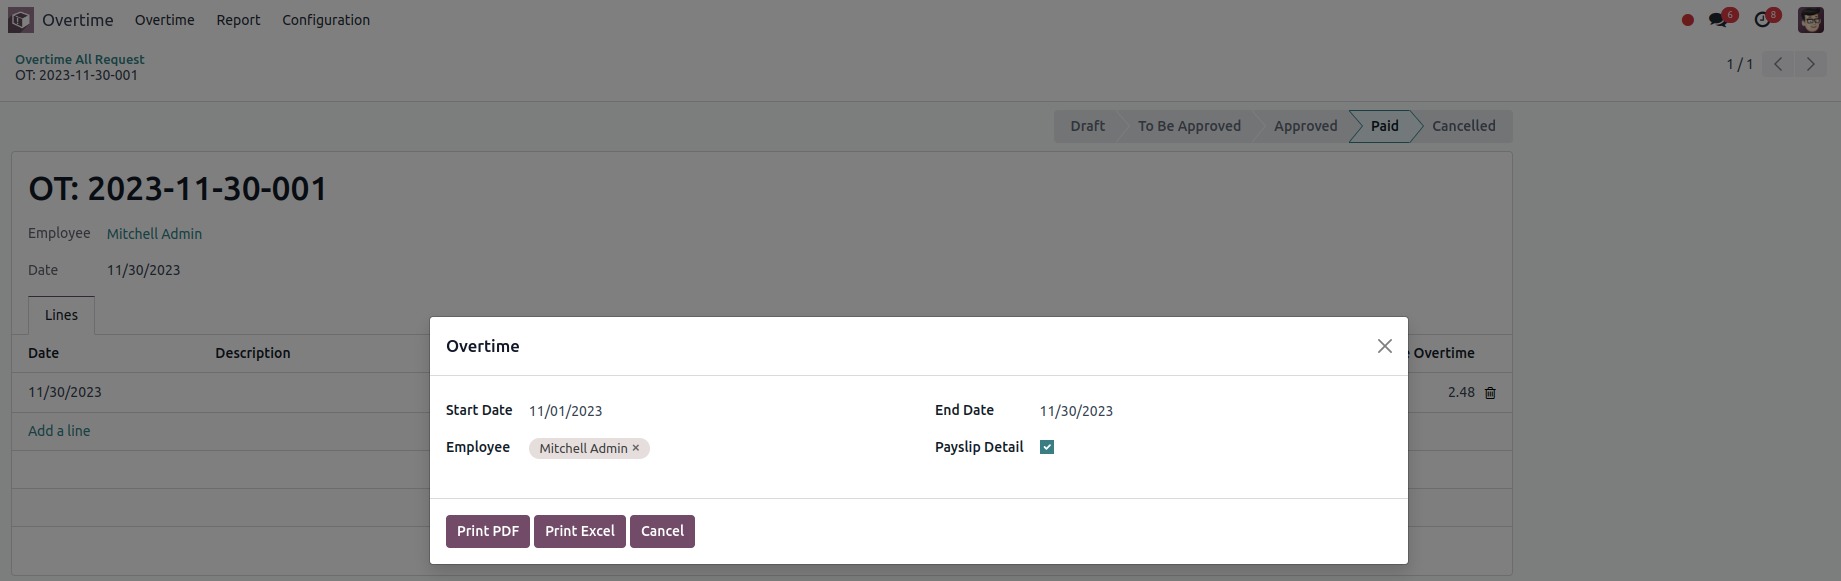 Overtime Overtime Report Configuration 6 8
Overtime All Request
OT: 2023-11-30-001
1 / 1
Draft To Be Approved Approved Paid Cancelled
OT: 2023-11-30-001
Employee Mitchell Admin
Date 11/30/2023
Lines
Date Description Overtime
11/30/2023 2.48
Add a line
Overtime
Start Date 11/01/2023 End Date 11/30/2023
Employee Mitchell Admin × Payslip Detail
Print PDF Print Excel Cancel